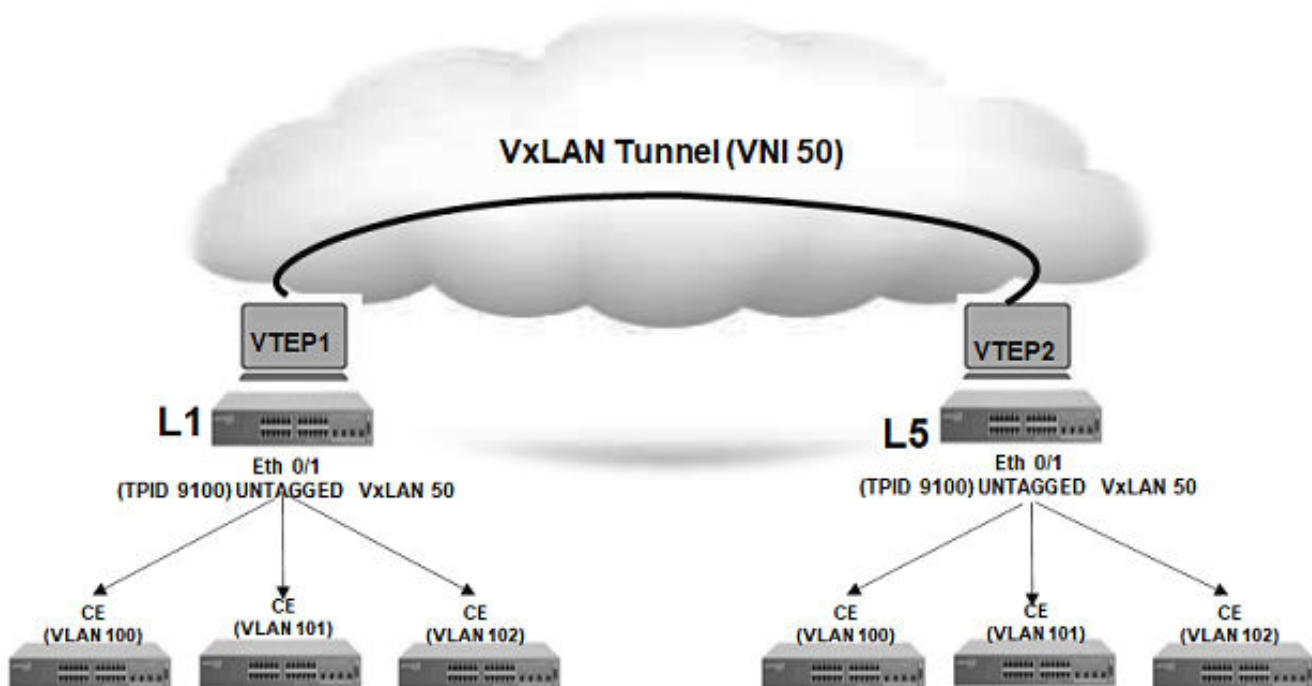 VxLAN Tunnel (VNI 50)
VTEP1
VTEP2
L1
L5
Eth 0/1
(TPID 9100) UNTAGGED VxLAN 50
Eth 0/1
(TPID 9100) UNTAGGED VxLAN 50
CE
(VLAN 100)
CE
(VLAN 101)
CE
(VLAN 102)
CE
(VLAN 100)
CE
(VLAN 101)
CE
(VLAN 102)